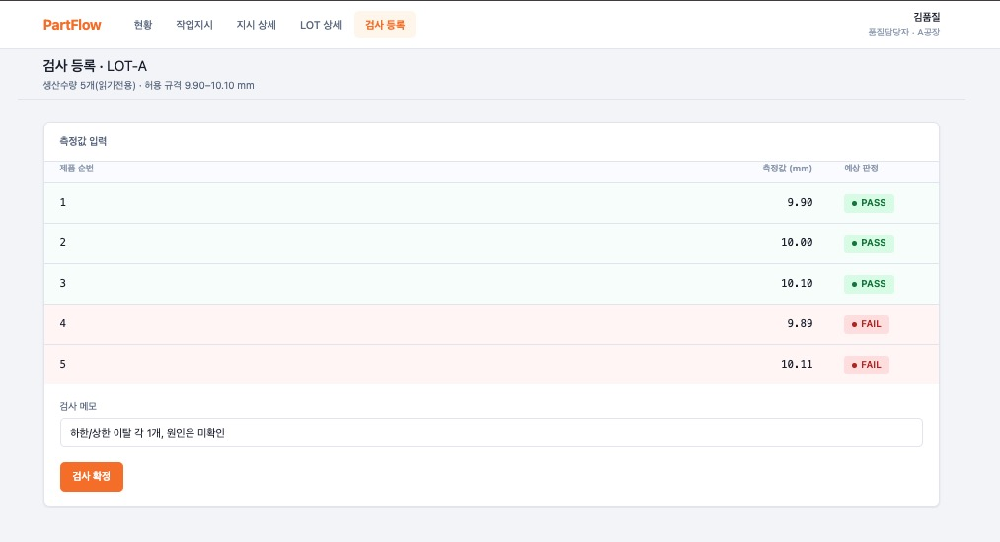 PartFlow 현황 작업지시 지시 상세 LOT 상세 검사 등록 김품질
품질담당자 · A공장
검사 등록 · LOT-A
생산수량 5개(읽기전용) · 허용 규격 9.90–10.10 mm
측정값 입력
제품 순번 측정값 (mm) 예상 판정
1 9.90 PASS
2 10.00 PASS
3 10.10 PASS
4 9.89 FAIL
5 10.11 FAIL
검사 메모
하한/상한 이탈 각 1개, 원인은 미확인
검사 확정